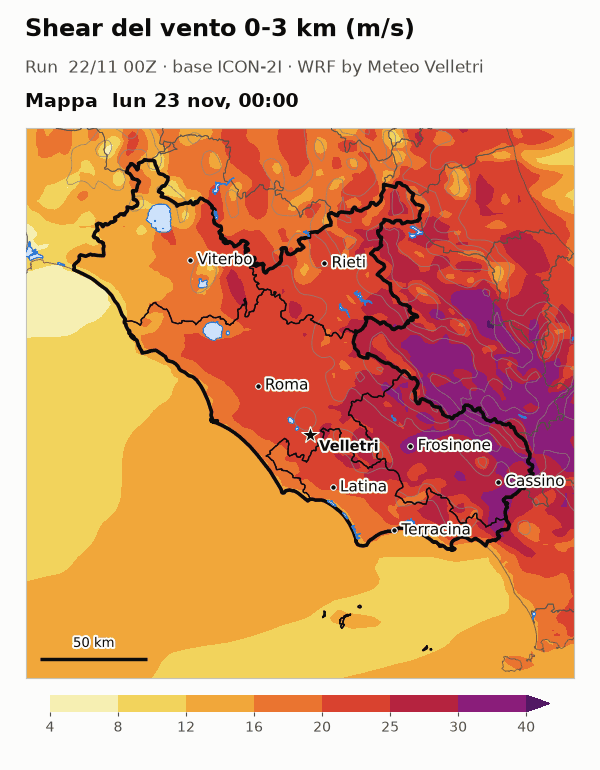 Shear del vento 0-3 km (m/s)
Run  22/11 00Z · base ICON-2I · WRF by Meteo Velletri
Mappa  lun 23 nov, 00:00
Viterbo
Rieti
Roma
Velletri
Frosinone
Latina
Cassino
Terracina
50 km
4 8 12 16 20 25 30 40